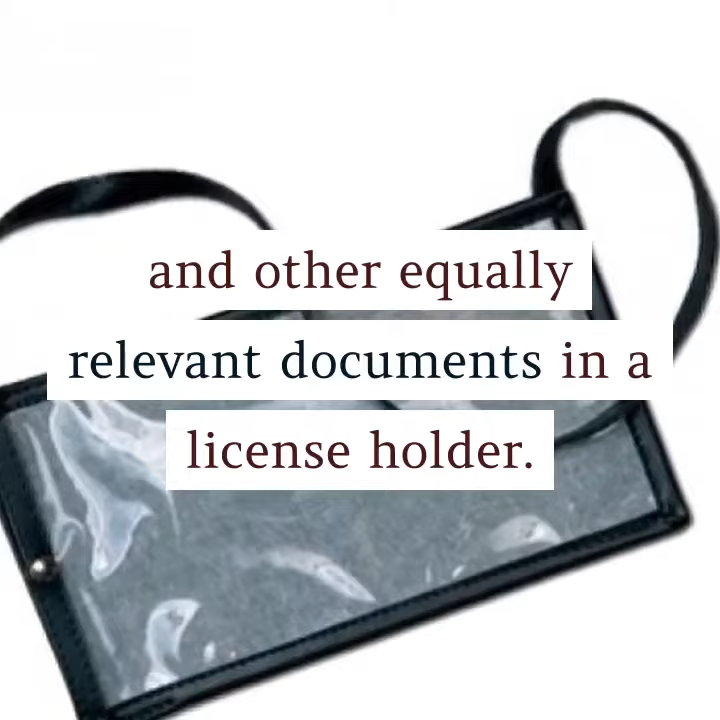 and other equally
relevant documents in a
license holder.